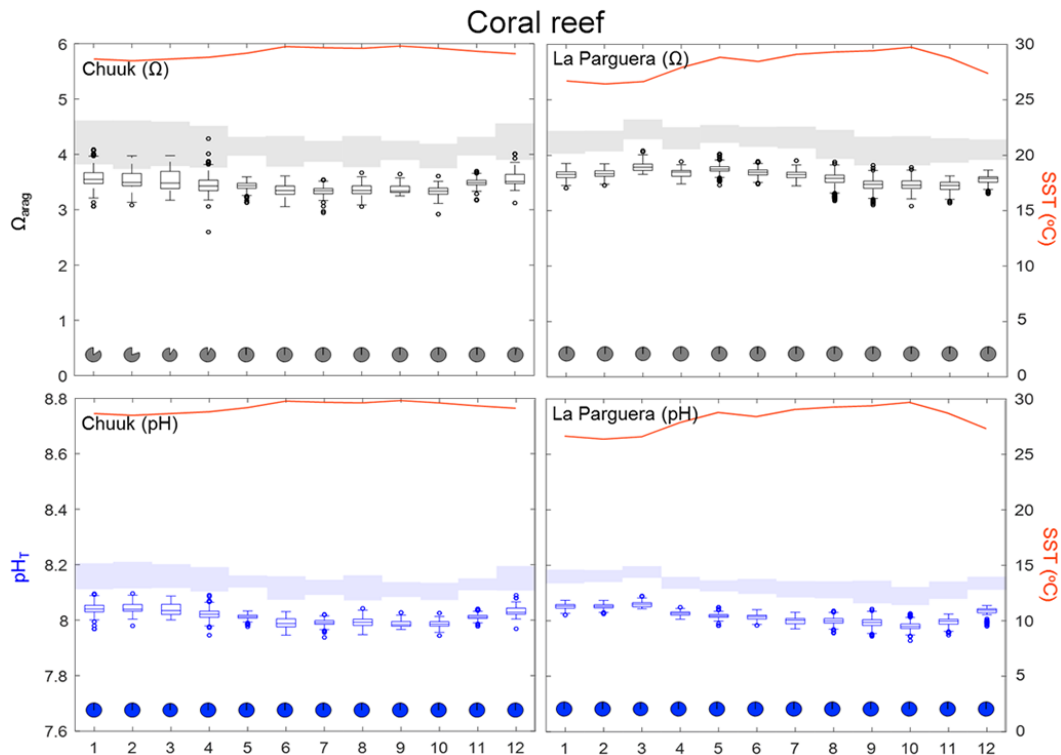 Coral reef
Chuuk (Ω)
La Parguera (Ω)
6
5
4
3
2
1
0
Ωarag
30
25
20
15
10
5
0
SST (ºC)
Chuuk (pH)
La Parguera (pH)
8.8
8.6
8.4
8.2
8
7.8
7.6
pHT
30
25
20
15
10
5
0
SST (ºC)
1 2 3 4 5 6 7 8 9 10 11 12
1 2 3 4 5 6 7 8 9 10 11 12